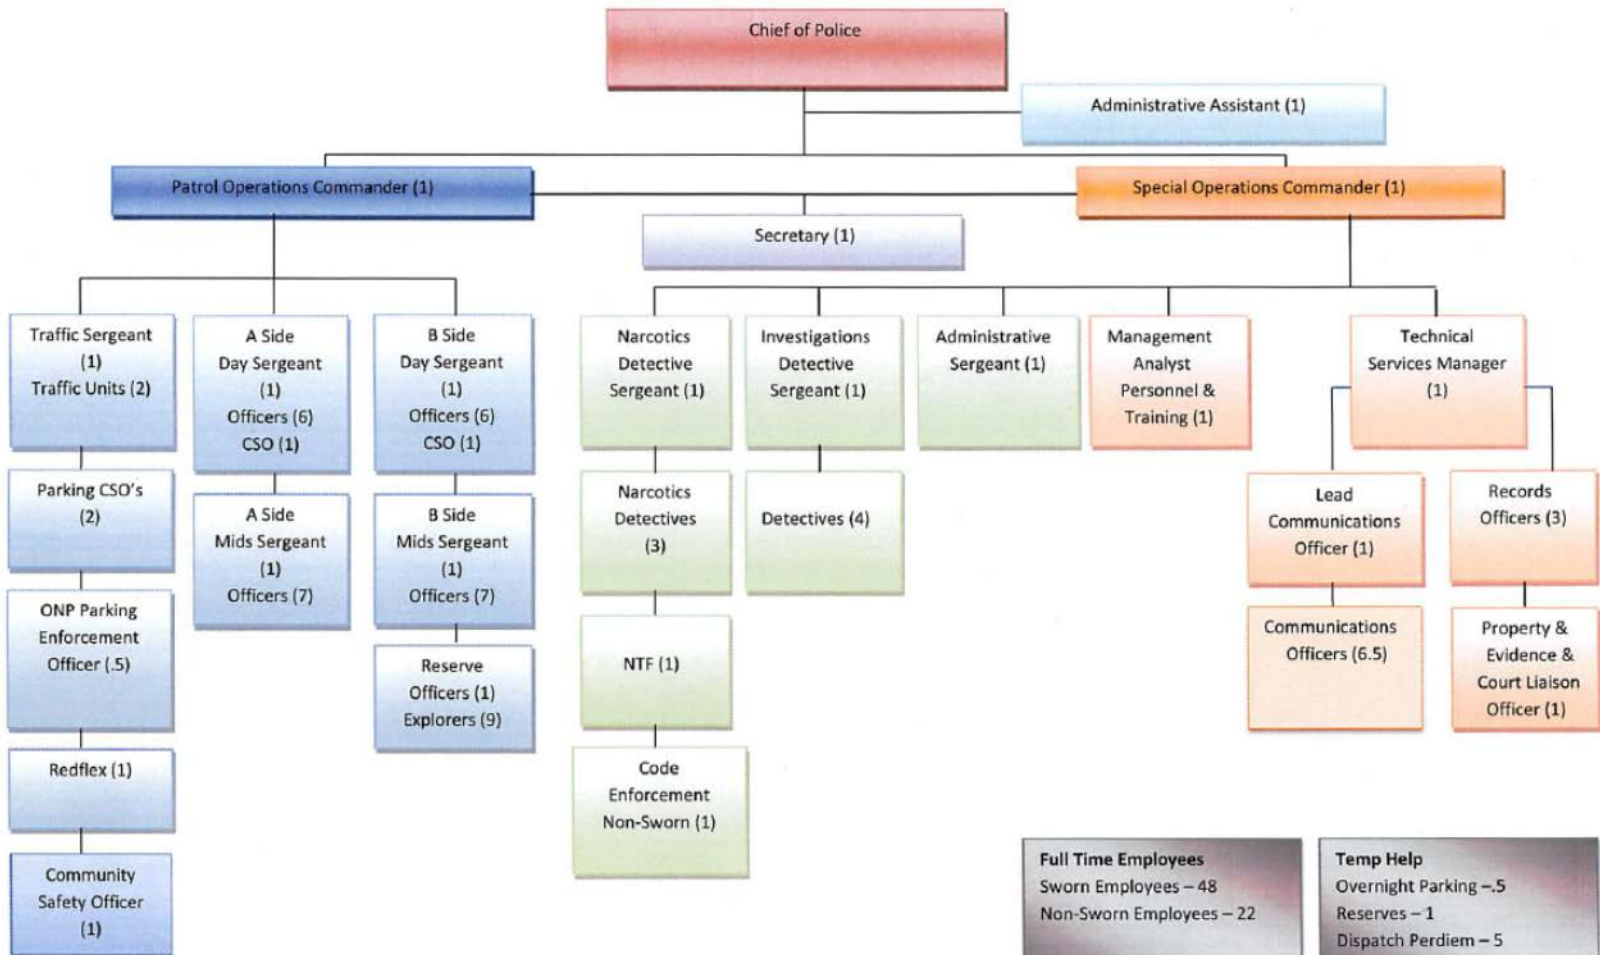 Chief of Police
Administrative Assistant (1)
Patrol Operations Commander (1)
Special Operations Commander (1)
Secretary (1)
Traffic Sergeant
(1)
Traffic Units (2)
Parking CSO's
(2)
ONP Parking
Enforcement
Officer (.5)
Redflex (1)
Community
Safety Officer
(1)
A Side
Day Sergeant
(1)
Officers (6)
CSO (1)
A Side
Mids Sergeant
(1)
Officers (7)
B Side
Day Sergeant
(1)
Officers (6)
CSO (1)
B Side
Mids Sergeant
(1)
Officers (7)
Reserve
Officers (1)
Explorers (9)
Narcotics
Detective
Sergeant (1)
Narcotics
Detectives
(3)
NTF (1)
Code
Enforcement
Non-Sworn (1)
Investigations
Detective
Sergeant (1)
Detectives (4)
Administrative
Sergeant (1)
Management
Analyst
Personnel &
Training (1)
Technical
Services Manager
(1)
Lead
Communications
Officer (1)
Communications
Officers (6.5)
Records
Officers (3)
Property &
Evidence &
Court Liaison
Officer (1)
Full Time Employees
Sworn Employees – 48
Non-Sworn Employees – 22
Temp Help
Overnight Parking –.5
Reserves – 1
Dispatch Perdiem – 5